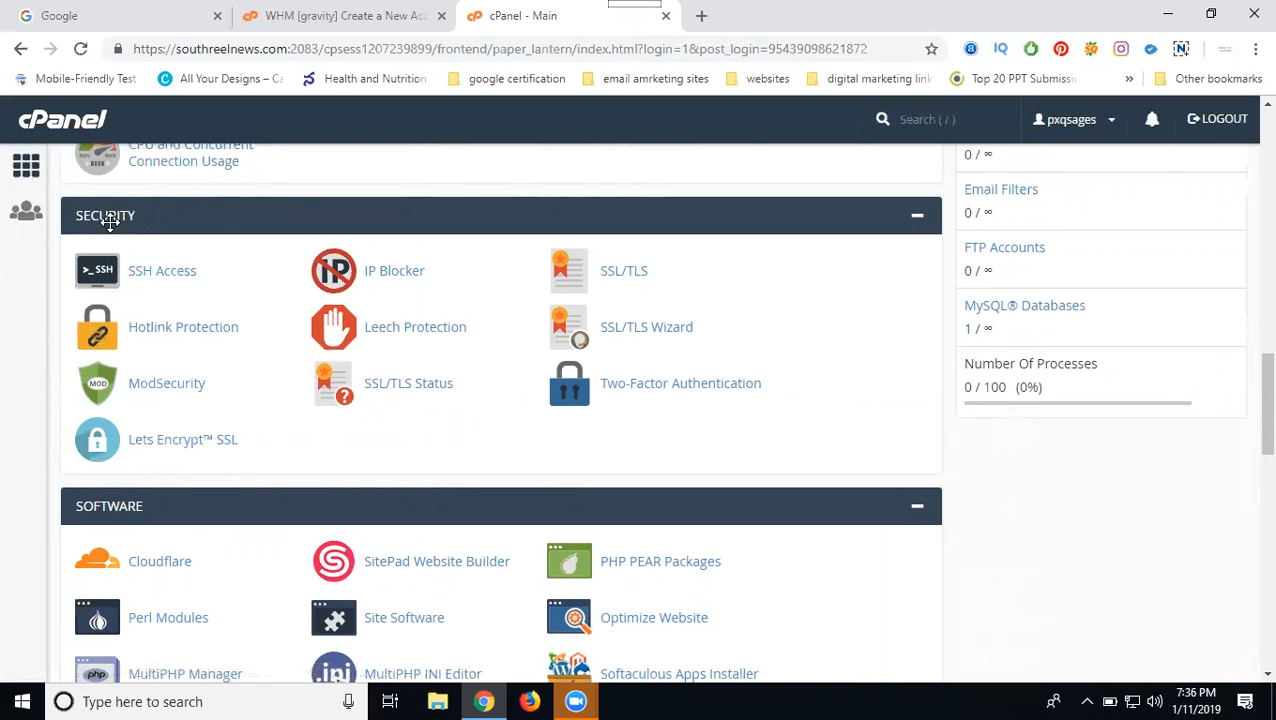 Google
WHM [gravity] Create a New Acc
cPanel - Main
https://southreelnews.com:2083/cpsess1207239899/frontend/paper_lantern/index.html?login=1&post_login=95439098621872
IQ
N
Mobile-Friendly Test
All Your Designs – Ca
Health and Nutrition
google certification
email amrketing sites
websites
digital marketing link
Top 20 PPT Submissi
»
Other bookmarks
cPanel
Search ( / )
pxqsages
LOGOUT
CPU and Concurrent
Connection Usage
0 / ∞
Email Filters
0 / ∞
FTP Accounts
0 / ∞
MySQL® Databases
1 / ∞
Number Of Processes
0 / 100 (0%)
SECURITY
>_ SSH
SSH Access
IP
IP Blocker
SSL/TLS
Hotlink Protection
Leech Protection
SSL/TLS Wizard
MOD
ModSecurity
SSL/TLS Status
Two-Factor Authentication
Lets Encrypt™ SSL
SOFTWARE
Cloudflare
SitePad Website Builder
PHP PEAR Packages
Perl Modules
Site Software
Optimize Website
php
MultiPHP Manager
.ini
MultiPHP INI Editor
Softaculous Apps Installer
Type here to search
7:36 PM
1/11/2019